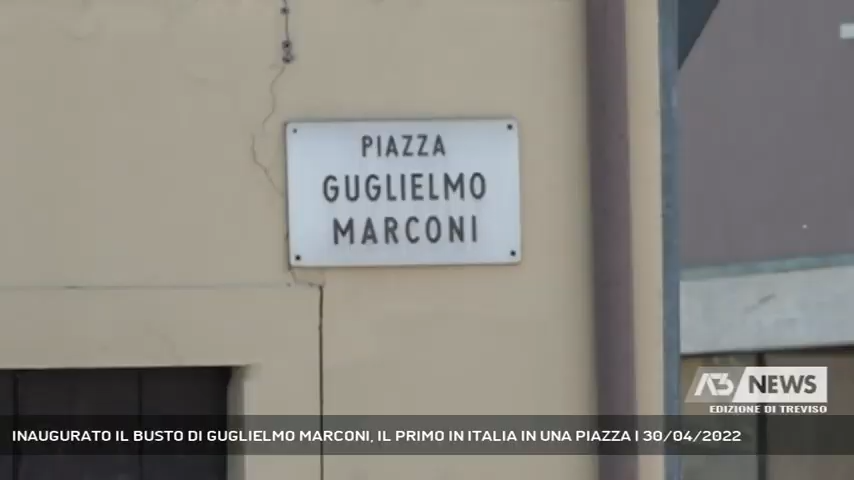 PIAZZA
GUGLIELMO
MARCONI
A3 NEWS
EDIZIONE DI TREVISO
INAUGURATO IL BUSTO DI GUGLIELMO MARCONI, IL PRIMO IN ITALIA IN UNA PIAZZA | 30/04/2022